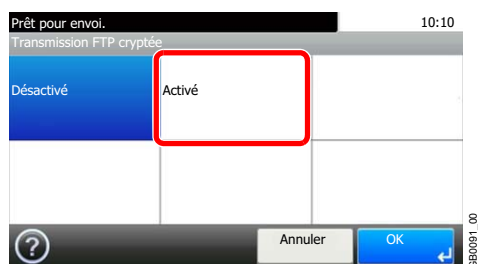 Prêt pour envoi. 10:10
Transmission FTP cryptée
Désactivé Activé
? Annuler OK
GB0091_00